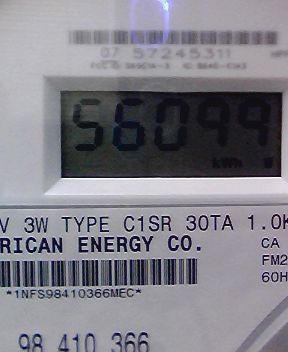 07 57245311
56099
kWh
V 3W TYPE C1SR 30TA 1.0K
RICAN ENERGY CO.
CA
FM2
60H
*1NFS98410366MEC*
98 410 366